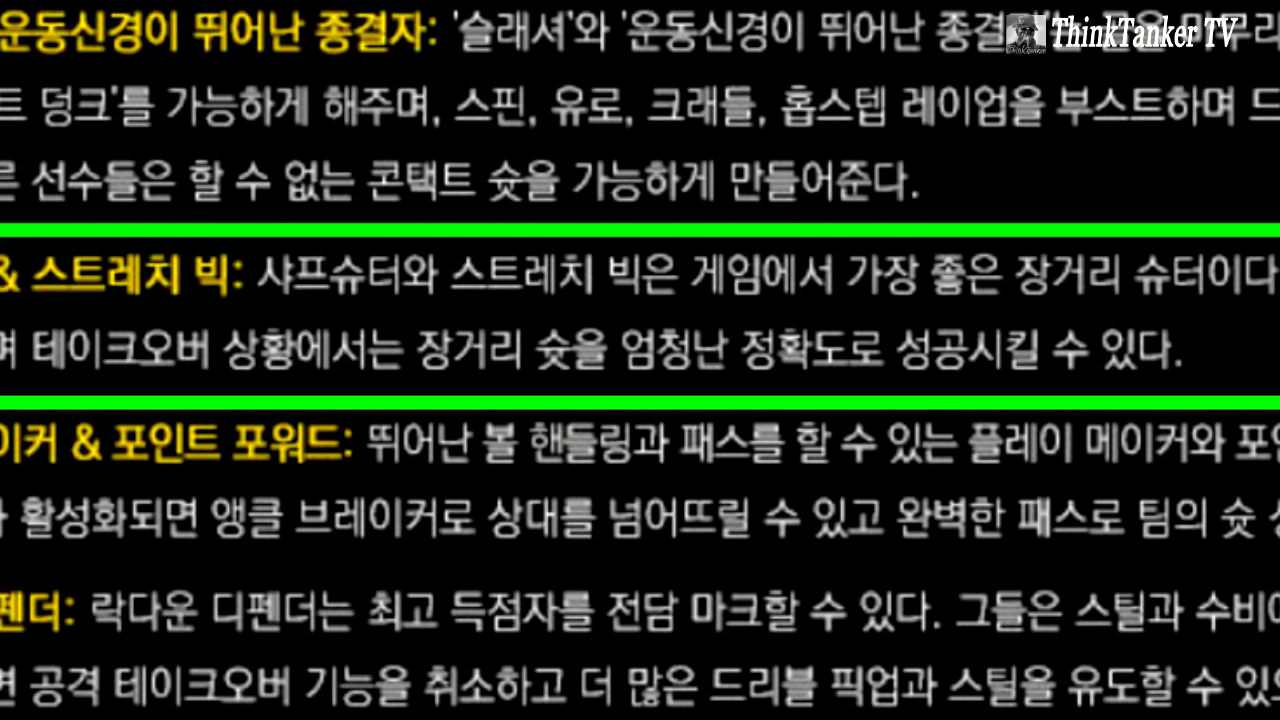 운동신경이 뛰어난 종결자: '슬래셔'와 '운동신경이 뛰어난 종결
ThinkTanker TV
트 덩크'를 가능하게 해주며, 스핀, 유로, 크래들, 홉스텝 레이업을 부스트하며 드
른 선수들은 할 수 없는 콘택트 슛을 가능하게 만들어준다.
& 스트레치 빅: 샤프슈터와 스트레치 빅은 게임에서 가장 좋은 장거리 슈터이다
며 테이크오버 상황에서는 장거리 슛을 엄청난 정확도로 성공시킬 수 있다.
이커 & 포인트 포워드: 뛰어난 볼 핸들링과 패스를 할 수 있는 플레이 메이커와 포인
활성화되면 앵클 브레이커로 상대를 넘어뜨릴 수 있고 완벽한 패스로 팀의 슛
펜더: 락다운 디펜더는 최고 득점자를 전담 마크할 수 있다. 그들은 스틸과 수비에
면 공격 테이크오버 기능을 취소하고 더 많은 드리블 픽업과 스틸을 유도할 수 있으